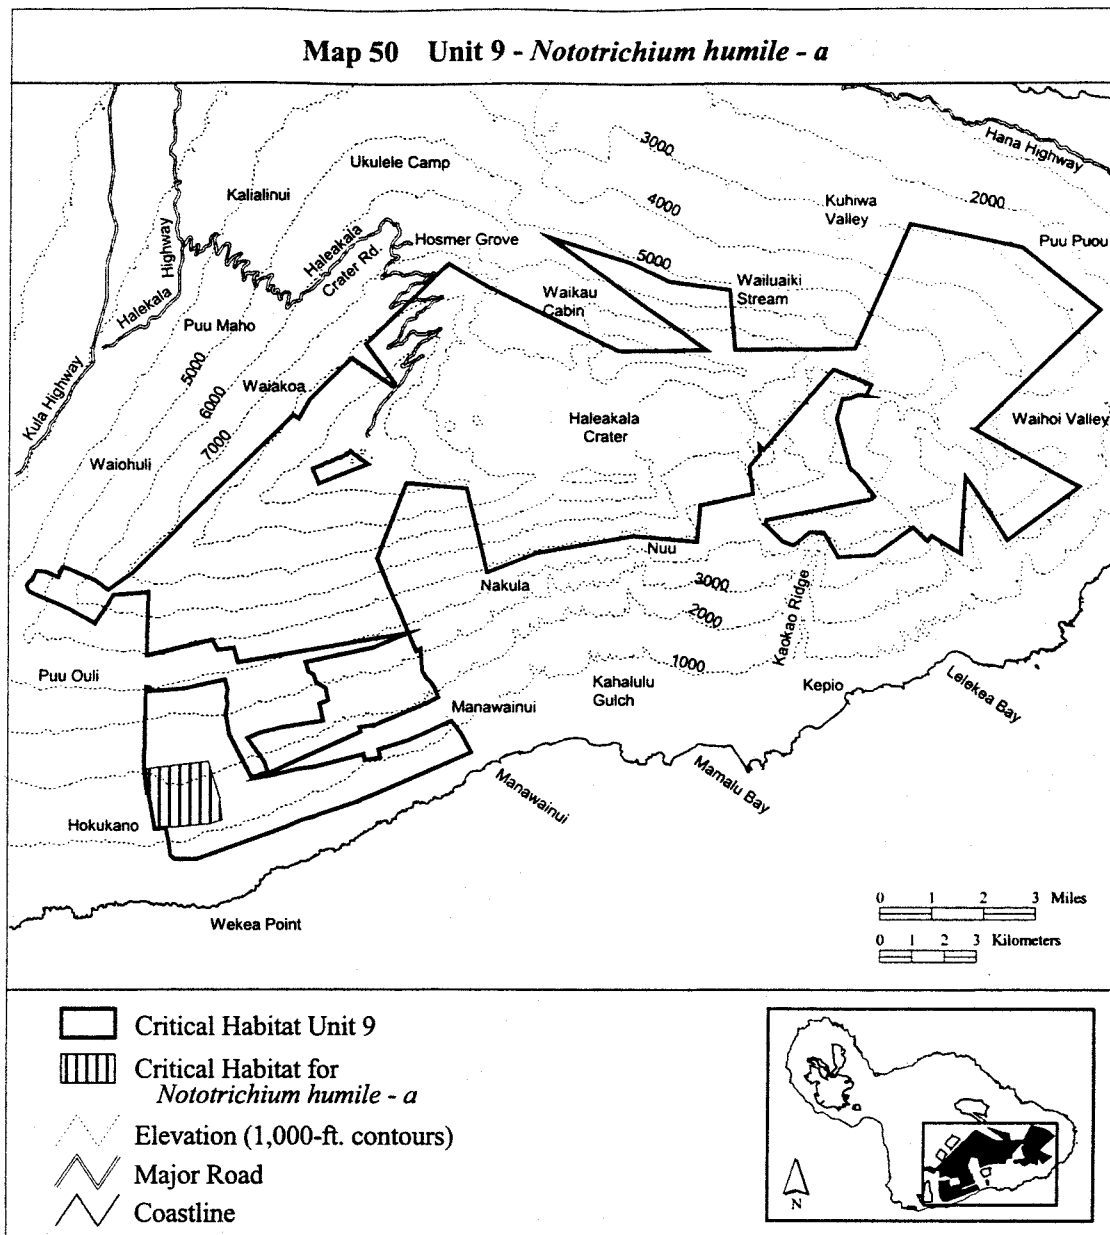 Map 50 Unit 9 - Nototrichium humile - a
Hana Highway
3000
Ukulele Camp
Kalialinui
4000
Kuhiwa
Valley
2000
Halekala Highway
Haleakala
Crater Rd.
Hosmer Grove
Puu Puou
5000
Wailuaiki
Stream
Waikau
Cabin
Puu Maho
Kula Highway
5000
6000
7000
Waiakoa
Haleakala
Crater
Waihoi Valley
Waiohuli
Nuu
Nakula
3000
2000
1000
Kaokao Ridge
Puu Ouli
Kahalulu
Gulch
Kepio
Lelekea Bay
Manawainui
Manawainui
Mamalu Bay
Hokukano
Wekea Point
0 1 2 3 Miles
0 1 2 3 Kilometers
Critical Habitat Unit 9
Critical Habitat for
Nototrichium humile - a
Elevation (1,000-ft. contours)
Major Road
Coastline
N